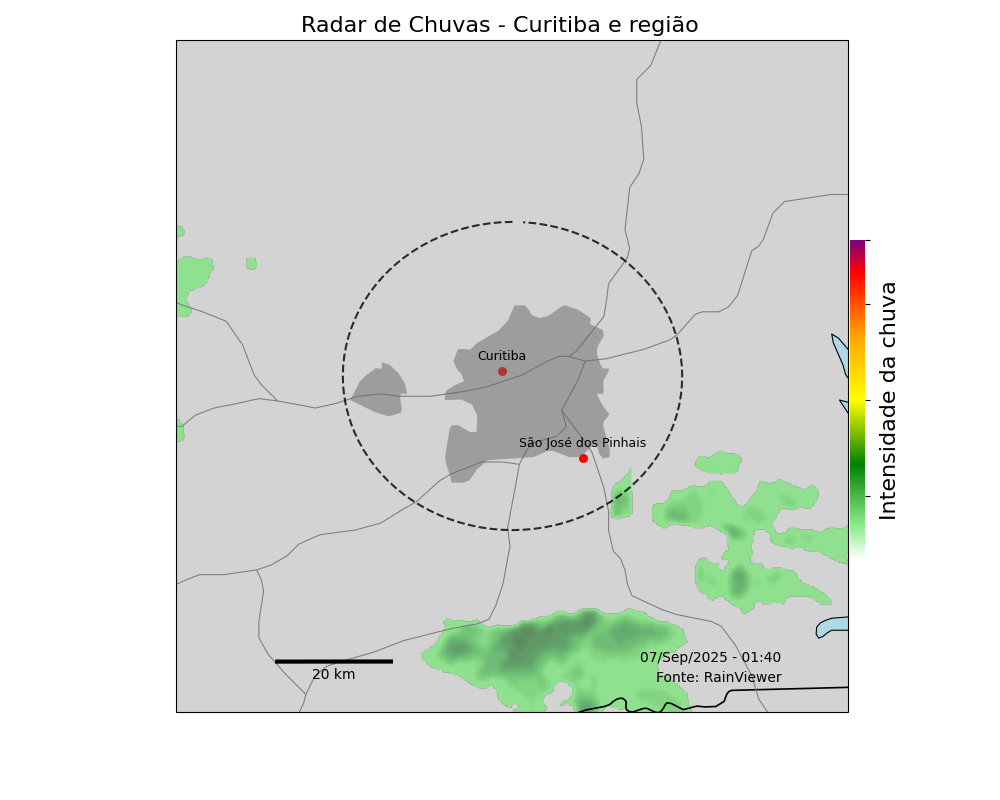 Radar de Chuvas - Curitiba e região
Curitiba
São José dos Pinhais
Intensidade da chuva
07/Sep/2025 - 01:40
Fonte: RainViewer
20 km